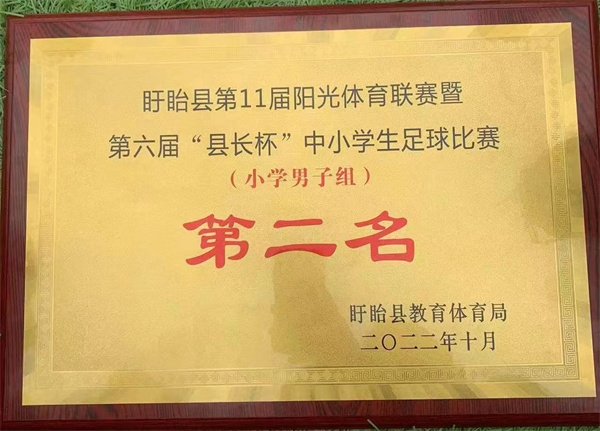 盱眙县第11届阳光体育联赛暨
第六届“县长杯”中小学生足球比赛
(小学男子组)
第二名
盱眙县教育体育局
二〇二二年十月